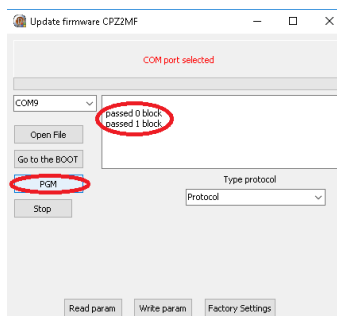 Update firmware CPZ2MF
COM port selected
COM9
passed 0 block
passed 1 block
Open File
Go to the BOOT
PGM
Type protocol
Protocol
Stop
Read param
Write param
Factory Settings